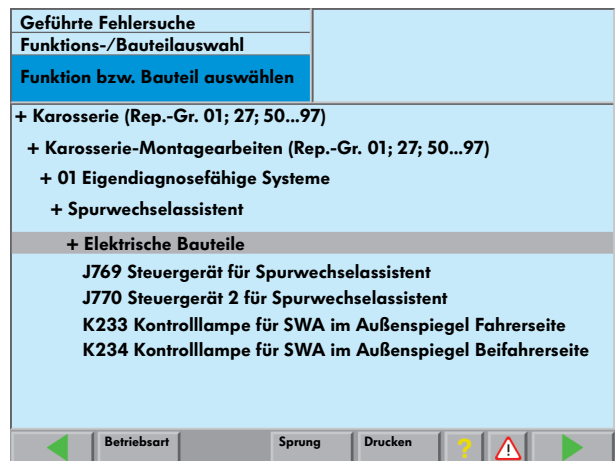 Geführte Fehlersuche
Funktions-/Bauteilauswahl
Funktion bzw. Bauteil auswählen
+ Karosserie (Rep.-Gr. 01; 27; 50...97)
+ Karosserie-Montagearbeiten (Rep.-Gr. 01; 27; 50...97)
+ 01 Eigendiagnosefähige Systeme
+ Spurwechselassistent
+ Elektrische Bauteile
J769 Steuergerät für Spurwechselassistent
J770 Steuergerät 2 für Spurwechselassistent
K233 Kontrolllampe für SWA im Außenspiegel Fahrerseite
K234 Kontrolllampe für SWA im Außenspiegel Beifahrerseite
Betriebsart Sprung Drucken ? !